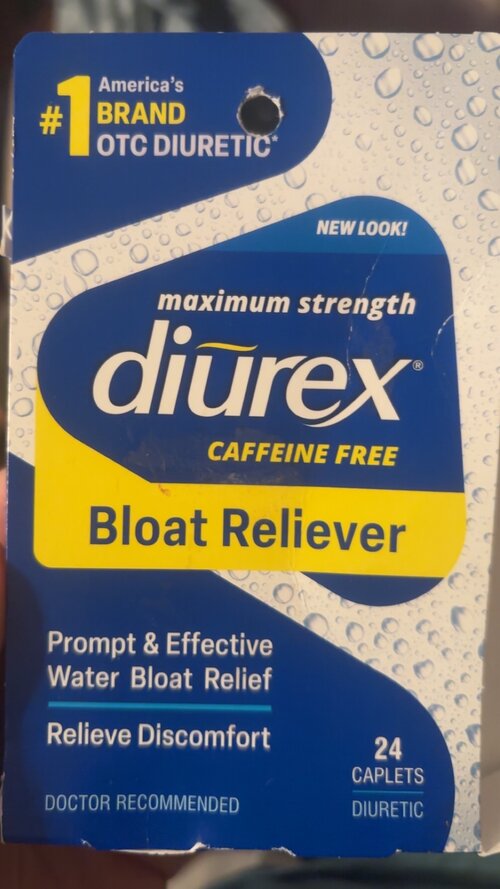 #1 America's
BRAND
OTC DIURETIC*
NEW LOOK!
maximum strength
diūrex®
CAFFEINE FREE
Bloat Reliever
Prompt & Effective
Water Bloat Relief
Relieve Discomfort
24
CAPLETS
DIURETIC
DOCTOR RECOMMENDED